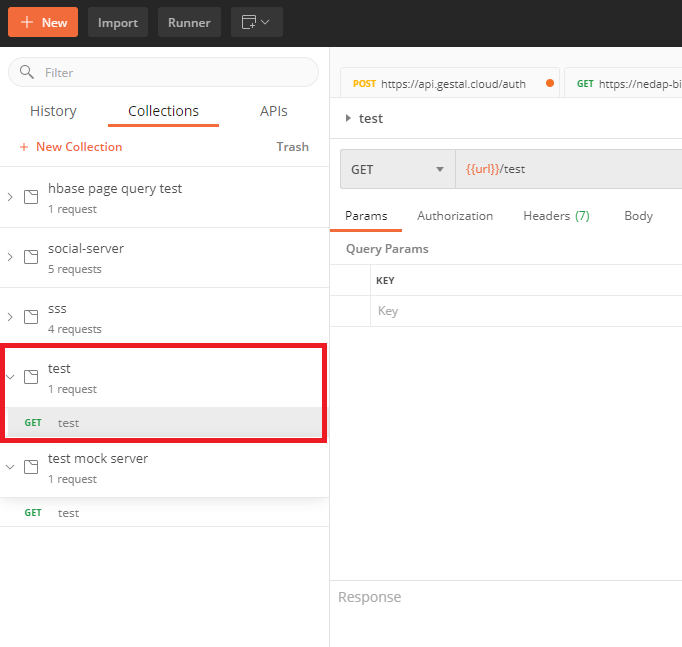 New Import Runner
Filter
History Collections APIs
+ New Collection Trash
hbase page query test
1 request
social-server
5 requests
sss
4 requests
test
1 request
GET test
test mock server
1 request
GET test
POST https://api.gestal.cloud/auth GET https://nedap-bi
test
GET {{url}}/test
Params Authorization Headers (7) Body
Query Params
KEY
Key
Response